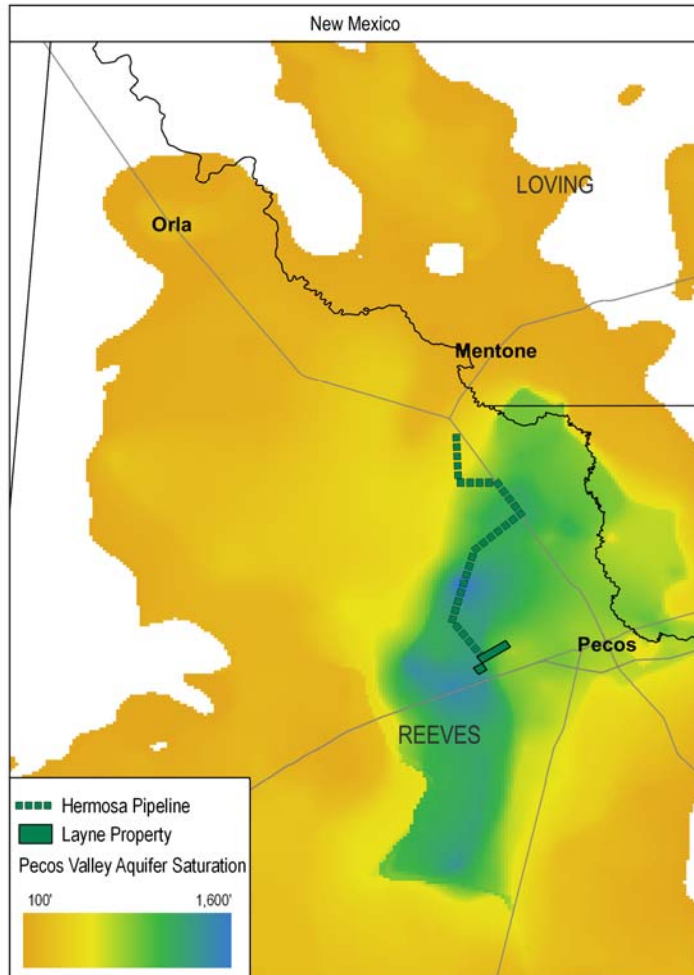 New Mexico
LOVING
Orla
Mentone
Pecos
REEVES
Hermosa Pipeline
Layne Property
Pecos Valley Aquifer Saturation
100' 1,600'